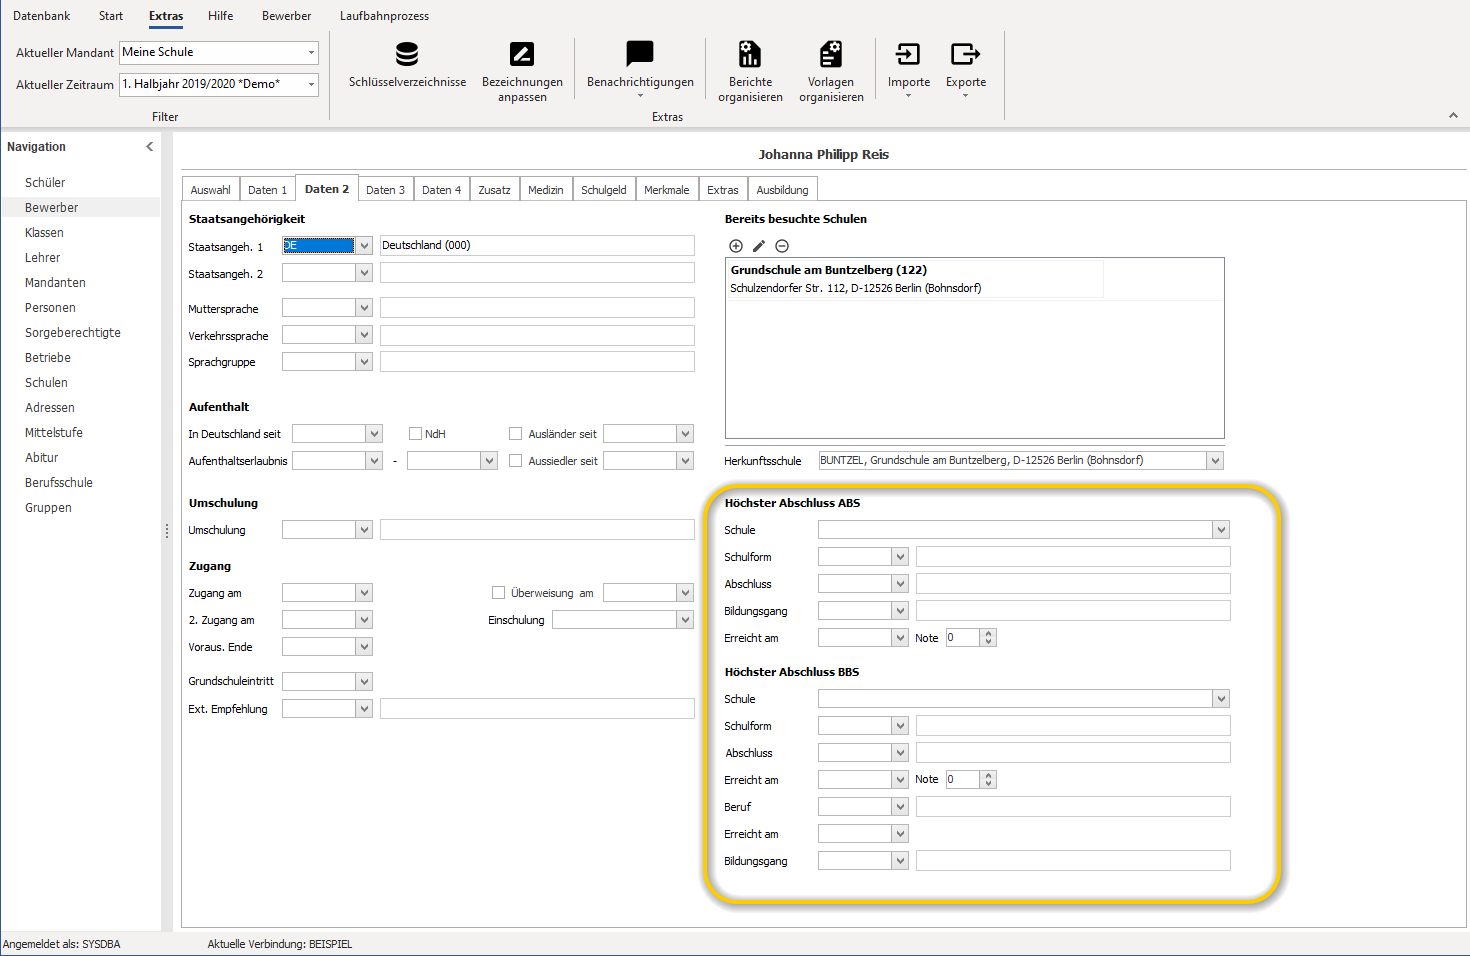 Datenbank Start Extras Hilfe Bewerber Laufbahnprozess
Aktueller Mandant Meine Schule
Aktueller Zeitraum 1. Halbjahr 2019/2020 *Demo*
Filter
Schlüsselverzeichnisse
Bezeichnungen
anpassen
Benachrichtigungen
Berichte
organisieren
Vorlagen
organisieren
Importe
Exporte
Extras
Navigation
Schüler
Bewerber
Klassen
Lehrer
Mandanten
Personen
Sorgeberechtigte
Betriebe
Schulen
Adressen
Mittelstufe
Abitur
Berufsschule
Gruppen
Johanna Philipp Reis
Auswahl Daten 1 Daten 2 Daten 3 Daten 4 Zusatz Medizin Schulgeld Merkmale Extras Ausbildung
Staatsangehörigkeit
Staatsangeh. 1 DE Deutschland (000)
Staatsangeh. 2
Muttersprache
Verkehrssprache
Sprachgruppe
Aufenthalt
In Deutschland seit NdH Ausländer seit
Aufenthaltserlaubnis - Aussiedler seit
Umschulung
Umschulung
Zugang
Zugang am Überweisung am
2. Zugang am Einschulung
Voraus. Ende
Grundschuleintritt
Ext. Empfehlung
Bereits besuchte Schulen
Grundschule am Buntzelberg (122)
Schulzendorfer Str. 112, D-12526 Berlin (Bohnsdorf)
Herkunftsschule BUNTZEL, Grundschule am Buntzelberg, D-12526 Berlin (Bohnsdorf)
Höchster Abschluss ABS
Schule
Schulform
Abschluss
Bildungsgang
Erreicht am Note 0
Höchster Abschluss BBS
Schule
Schulform
Abschluss
Erreicht am Note 0
Beruf
Erreicht am
Bildungsgang
Angemeldet als: SYSDBA Aktuelle Verbindung: BEISPIEL